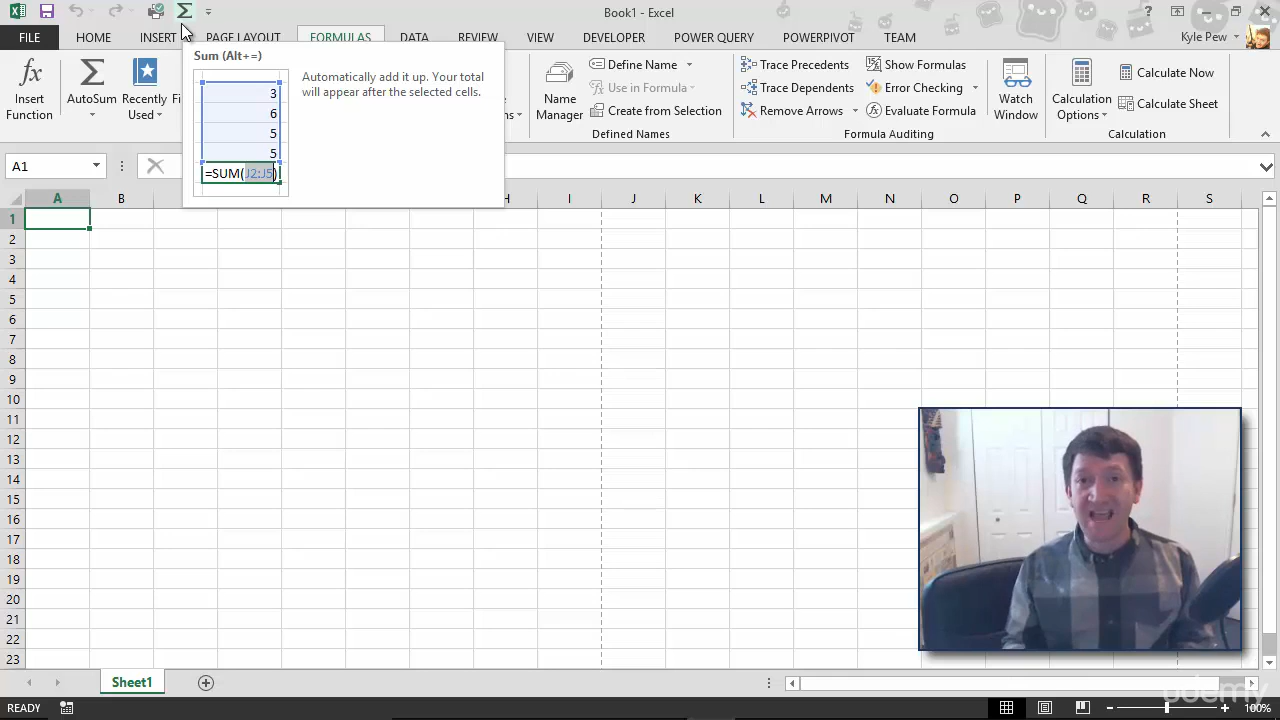 Book1 - Excel
FILE HOME INSERT PAGE LAYOUT FORMULAS DATA REVIEW VIEW DEVELOPER POWER QUERY POWERPIVOT TEAM Kyle Pew
Sum (Alt+=)
Automatically add it up. Your total
will appear after the selected cells.
3
6
5
5
=SUM(J2:J5)
Insert
Function
AutoSum
Recently
Used
Name
Manager
Define Name
Use in Formula
Create from Selection
Defined Names
Trace Precedents
Trace Dependents
Remove Arrows
Show Formulas
Error Checking
Evaluate Formula
Formula Auditing
Watch
Window
Calculation
Options
Calculate Now
Calculate Sheet
Calculation
A1
A B H I J K L M N O P Q R S
1
2
3
4
5
6
7
8
9
10
11
12
13
14
15
16
17
18
19
20
21
22
23
Sheet1
udemy
READY 100%